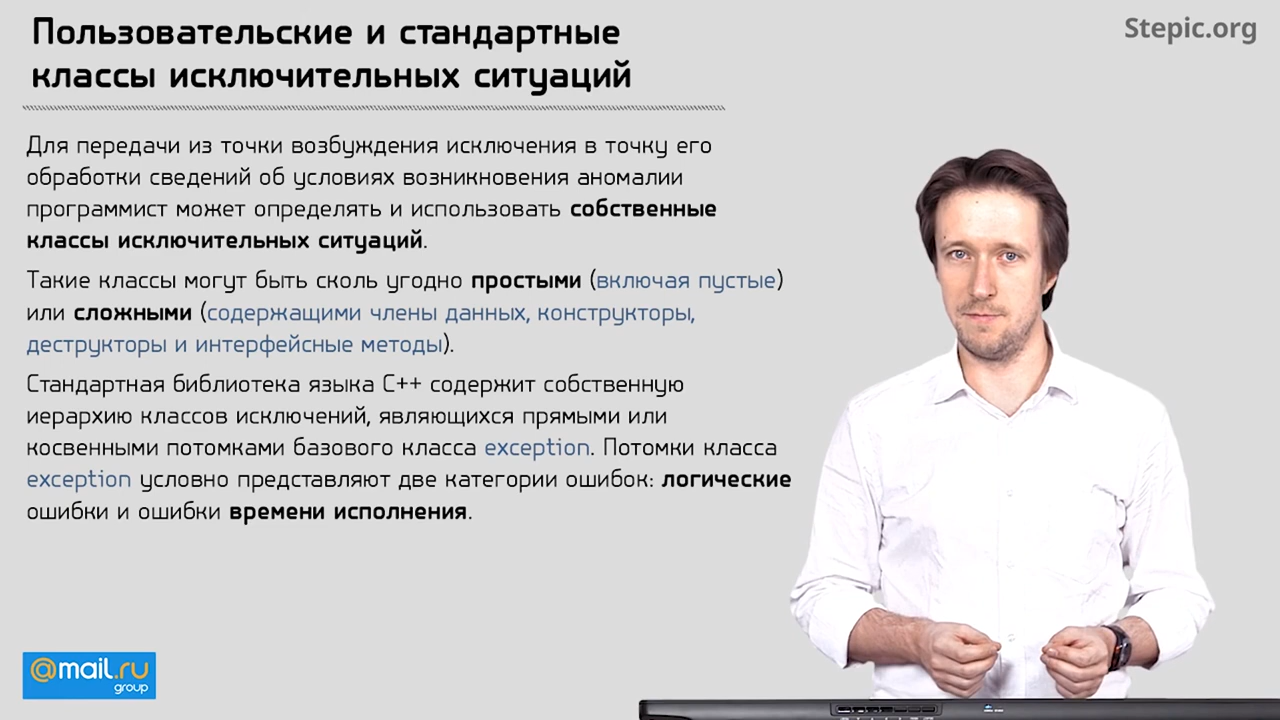 Пользовательские и стандартные
классы исключительных ситуаций
Stepic.org
Для передачи из точки возбуждения исключения в точку его
обработки сведений об условиях возникновения аномалии
программист может определять и использовать собственные
классы исключительных ситуаций.
Такие классы могут быть сколь угодно простыми (включая пустые)
или сложными (содержащими члены данных, конструкторы,
деструкторы и интерфейсные методы).
Стандартная библиотека языка C++ содержит собственную
иерархию классов исключений, являющихся прямыми или
косвенными потомками базового класса exception. Потомки класса
exception условно представляют две категории ошибок: логические
ошибки и ошибки времени исполнения.
@mail.ru
group